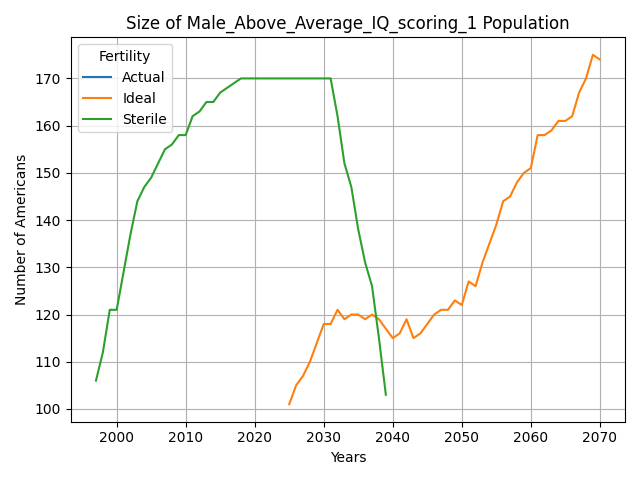 Size of Male_Above_Average_IQ_scoring_1 Population
Fertility
Actual
Ideal
Sterile
Number of Americans
170
160
150
140
130
120
110
100
2000 2010 2020 2030 2040 2050 2060 2070
Years